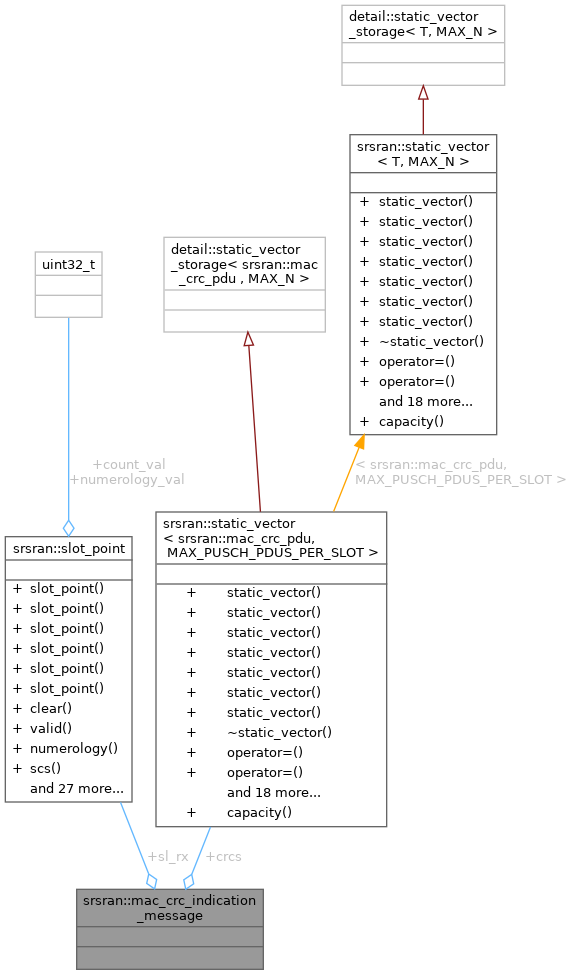 detail::static_vector
_storage< T, MAX_N >
srsran::static_vector
< T, MAX_N >
+ static_vector()
+ static_vector()
+ static_vector()
+ static_vector()
+ static_vector()
+ static_vector()
+ static_vector()
+ ~static_vector()
+ operator=()
+ operator=()
and 18 more...
+ capacity()
detail::static_vector
_storage< srsran::mac
_crc_pdu , MAX_N >
uint32_t
+count_val
+numerology_val
< srsran::mac_crc_pdu,
MAX_PUSCH_PDUS_PER_SLOT >
srsran::slot_point
+ slot_point()
+ slot_point()
+ slot_point()
+ slot_point()
+ slot_point()
+ slot_point()
+ clear()
+ valid()
+ numerology()
+ scs()
and 27 more...
srsran::static_vector
< srsran::mac_crc_pdu,
MAX_PUSCH_PDUS_PER_SLOT >
+ static_vector()
+ static_vector()
+ static_vector()
+ static_vector()
+ static_vector()
+ static_vector()
+ static_vector()
+ ~static_vector()
+ operator=()
+ operator=()
and 18 more...
+ capacity()
+sl_rx
+crcs
srsran::mac_crc_indication
_message